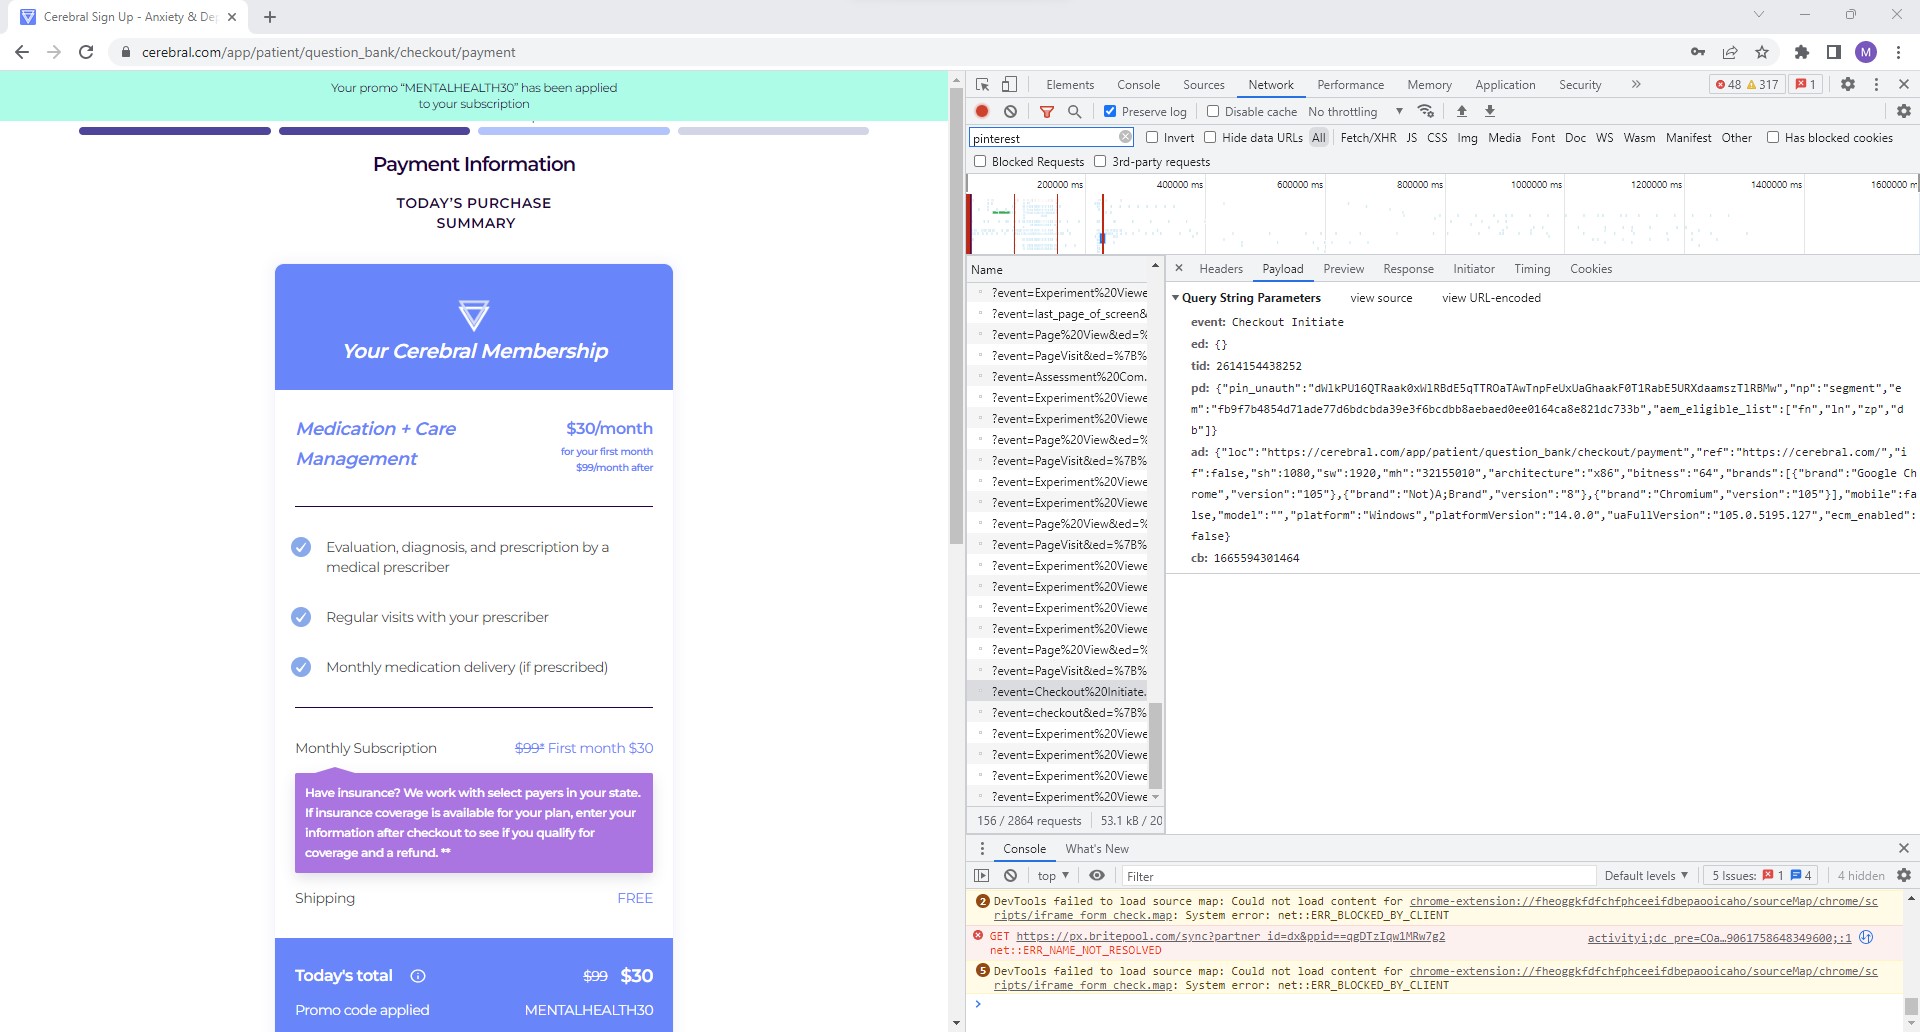 Cerebral Sign Up - Anxiety & De
cerebral.com/app/patient/question_bank/checkout/payment
M
Your promo “MENTALHEALTH30” has been applied
to your subscription
Payment Information
TODAY’S PURCHASE
SUMMARY
Your Cerebral Membership
Medication + Care
Management
$30/month
for your first month
$99/month after
Evaluation, diagnosis, and prescription by a
medical prescriber
Regular visits with your prescriber
Monthly medication delivery (if prescribed)
Monthly Subscription $99* First month $30
Have insurance? We work with select payers in your state.
If insurance coverage is available for your plan, enter your
information after checkout to see if you qualify for
coverage and a refund. **
Shipping FREE
Today's total $99 $30
Promo code applied MENTALHEALTH30
Elements Console Sources Network Performance Memory Application Security » 48 317 1
Preserve log Disable cache No throttling
pinterest Invert Hide data URLs All Fetch/XHR JS CSS Img Media Font Doc WS Wasm Manifest Other Has blocked cookies
Blocked Requests 3rd-party requests
200000 ms 400000 ms 600000 ms 800000 ms 1000000 ms 1200000 ms 1400000 ms 1600000 m
Name
?event=Experiment%20Viewe
?event=last_page_of_screen&
?event=Page%20View&ed=%
?event=PageVisit&ed=%7B%
?event=Assessment%20Com.
?event=Experiment%20Viewe
?event=Experiment%20Viewe
?event=Page%20View&ed=%
?event=PageVisit&ed=%7B%
?event=Experiment%20Viewe
?event=Experiment%20Viewe
?event=Page%20View&ed=%
?event=PageVisit&ed=%7B%
?event=Experiment%20Viewe
?event=Experiment%20Viewe
?event=Experiment%20Viewe
?event=Experiment%20Viewe
?event=Page%20View&ed=%
?event=PageVisit&ed=%7B%
?event=Checkout%20Initiate.
?event=checkout&ed=%7B%
?event=Experiment%20Viewe
?event=Experiment%20Viewe
?event=Experiment%20Viewe
?event=Experiment%20Viewe
156 / 2864 requests 53.1 kB / 20
Headers Payload Preview Response Initiator Timing Cookies
Query String Parameters view source view URL-encoded
event: Checkout Initiate
ed: {}
tid: 2614154438252
pd: {"pin_unauth":"dWlkPU16QTRaak0xWlRBdE5qTTROaTAwTnpFeUxUaGhaakF0T1RabE5URXdaamszTlRBMw","np":"segment","e
m":"fb9f7b4854d71ade77d6bdcbda39e3f6bcdbb8aebaed0ee0164ca8e821dc733b","aem_eligible_list":["fn","ln","zp","d
b"]}
ad: {"loc":"https://cerebral.com/app/patient/question_bank/checkout/payment","ref":"https://cerebral.com/","i
f":false,"sh":1080,"sw":1920,"mh":"32155010","architecture":"x86","bitness":"64","brands":[{"brand":"Google Ch
rome","version":"105"},{"brand":"Not)A;Brand","version":"8"},{"brand":"Chromium","version":"105"}],"mobile":fa
lse,"model":"","platform":"Windows","platformVersion":"14.0.0","uaFullVersion":"105.0.5195.127","ecm_enabled":
false}
cb: 1665594301464
Console What's New
top Filter Default levels 5 Issues: 1 4 4 hidden
2 DevTools failed to load source map: Could not load content for chrome-extension://fheoggkfdfchfphceeifdbepaooicaho/sourceMap/chrome/sc
ripts/iframe_form_check.map: System error: net::ERR_BLOCKED_BY_CLIENT
GET https://px.britepool.com/sync?partner_id=dx&ppid==qgDTzIqw1MRw7g2 activityi;dc_pre=COa…9061758648349600;:1
net::ERR_NAME_NOT_RESOLVED
5 DevTools failed to load source map: Could not load content for chrome-extension://fheoggkfdfchfphceeifdbepaooicaho/sourceMap/chrome/sc
ripts/iframe_form_check.map: System error: net::ERR_BLOCKED_BY_CLIENT